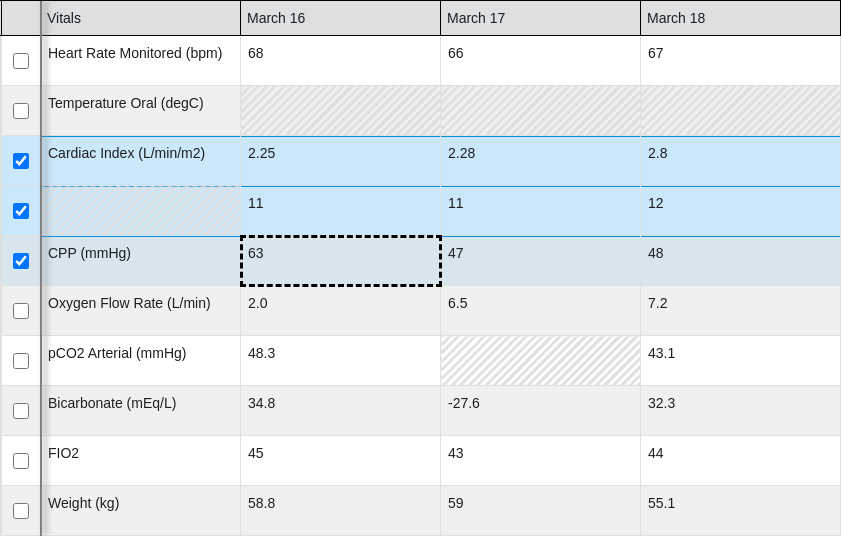 Vitals March 16 March 17 March 18
Heart Rate Monitored (bpm) 68 66 67
Temperature Oral (degC)
Cardiac Index (L/min/m2) 2.25 2.28 2.8
11 11 12
CPP (mmHg) 63 47 48
Oxygen Flow Rate (L/min) 2.0 6.5 7.2
pCO2 Arterial (mmHg) 48.3 43.1
Bicarbonate (mEq/L) 34.8 -27.6 32.3
FIO2 45 43 44
Weight (kg) 58.8 59 55.1